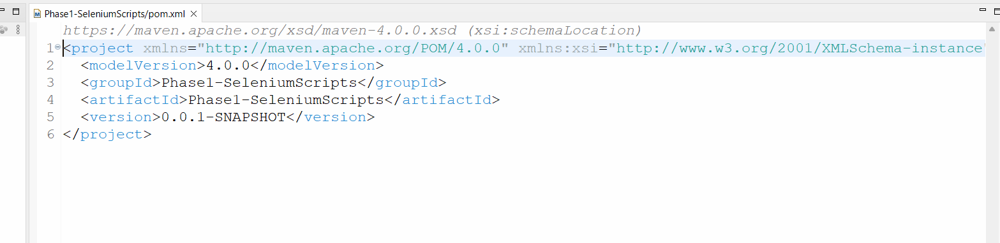 Phase1-SeleniumScripts/pom.xml
https://maven.apache.org/xsd/maven-4.0.0.xsd (xsi:schemaLocation)
1 <project xmlns="http://maven.apache.org/POM/4.0.0" xmlns:xsi="http://www.w3.org/2001/XMLSchema-instance"
2 <modelVersion>4.0.0</modelVersion>
3 <groupId>Phase1-SeleniumScripts</groupId>
4 <artifactId>Phase1-SeleniumScripts</artifactId>
5 <version>0.0.1-SNAPSHOT</version>
6 </project>